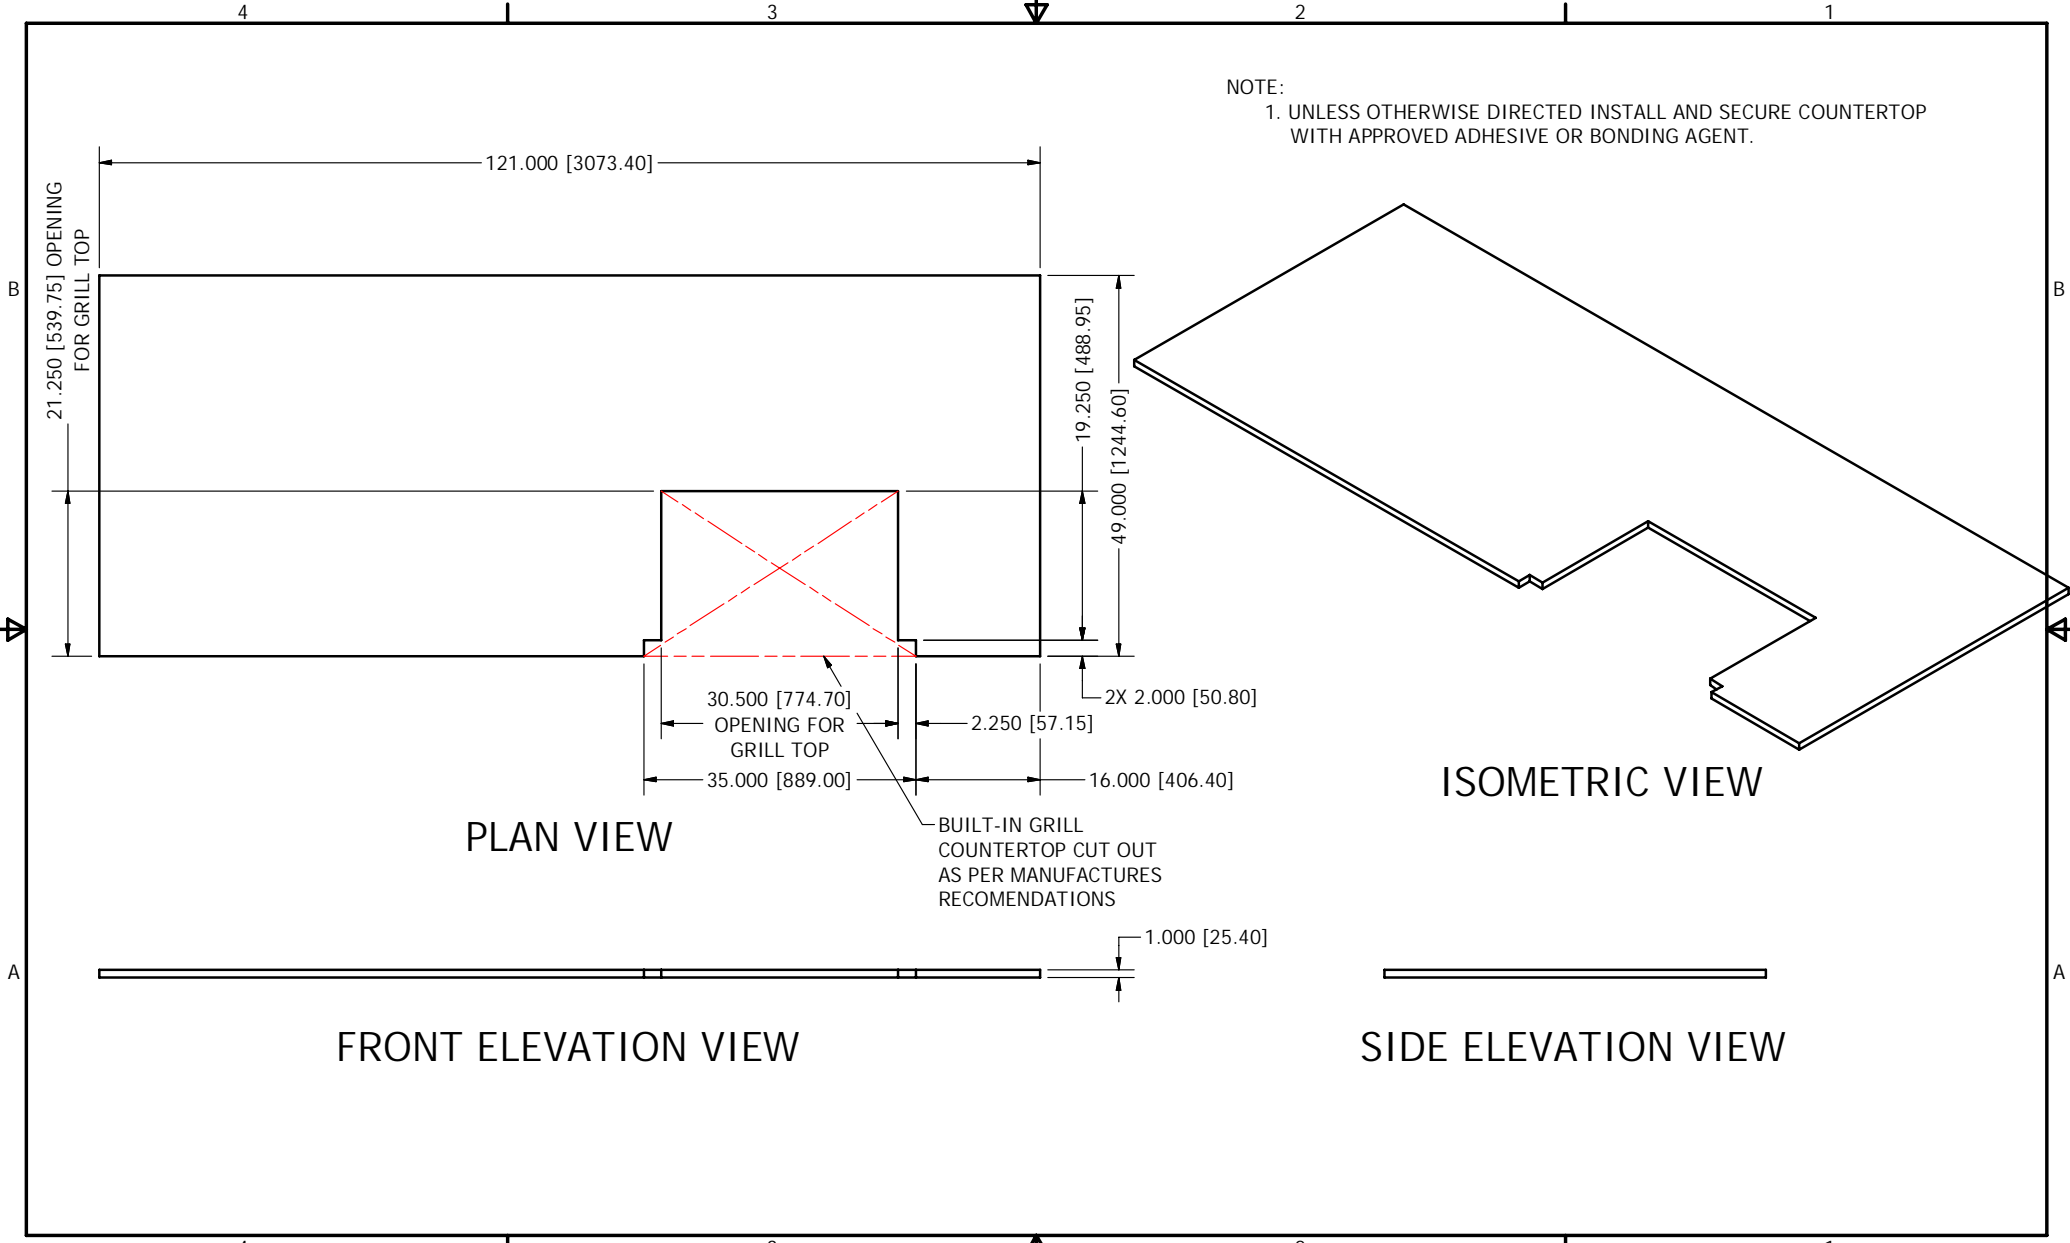 4 3 2 1
NOTE:
1. UNLESS OTHERWISE DIRECTED INSTALL AND SECURE COUNTERTOP
WITH APPROVED ADHESIVE OR BONDING AGENT.
121.000 [3073.40]
21.250 [539.75] OPENING
FOR GRILL TOP
B
B
19.250 [488.95]
49.000 [1244.60]
2X 2.000 [50.80]
30.500 [774.70]
OPENING FOR
GRILL TOP
2.250 [57.15]
35.000 [889.00]
16.000 [406.40]
ISOMETRIC VIEW
PLAN VIEW
BUILT-IN GRILL
COUNTERTOP CUT OUT
AS PER MANUFACTURES
RECOMENDATIONS
1.000 [25.40]
A
A
FRONT ELEVATION VIEW
SIDE ELEVATION VIEW